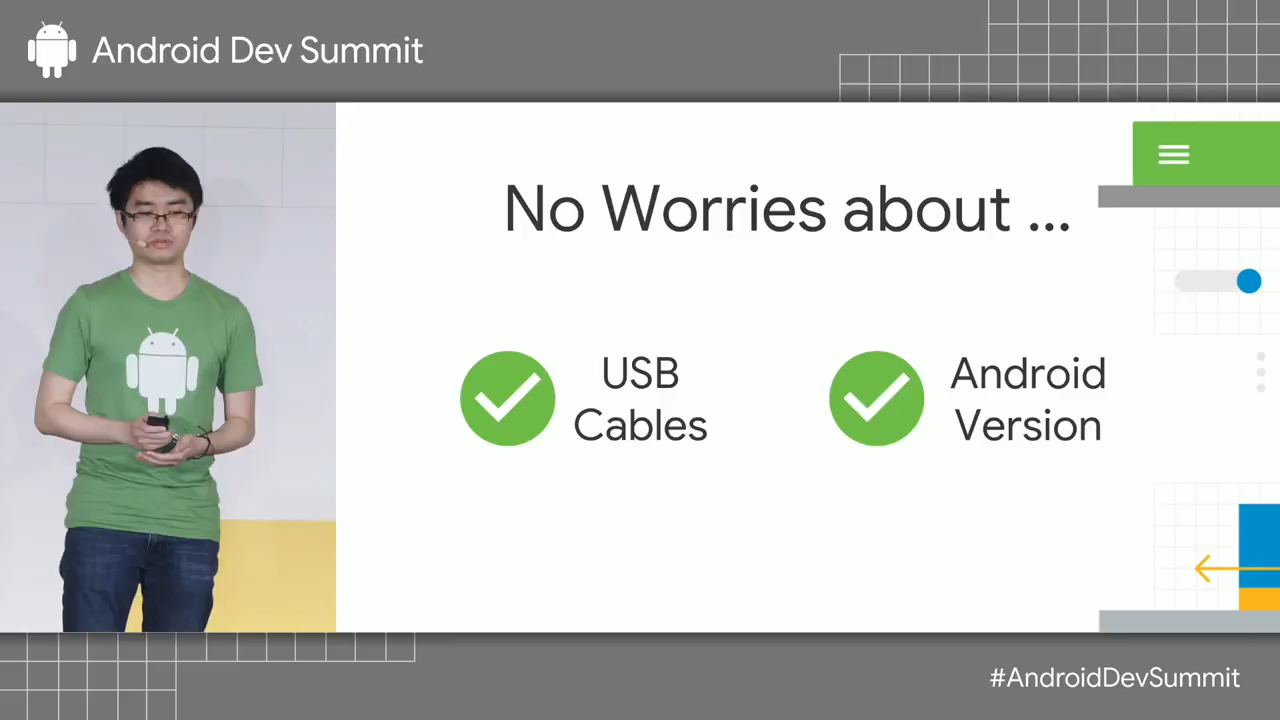 Android Dev Summit
No Worries about ...
USB
Cables
Android
Version
#AndroidDevSummit